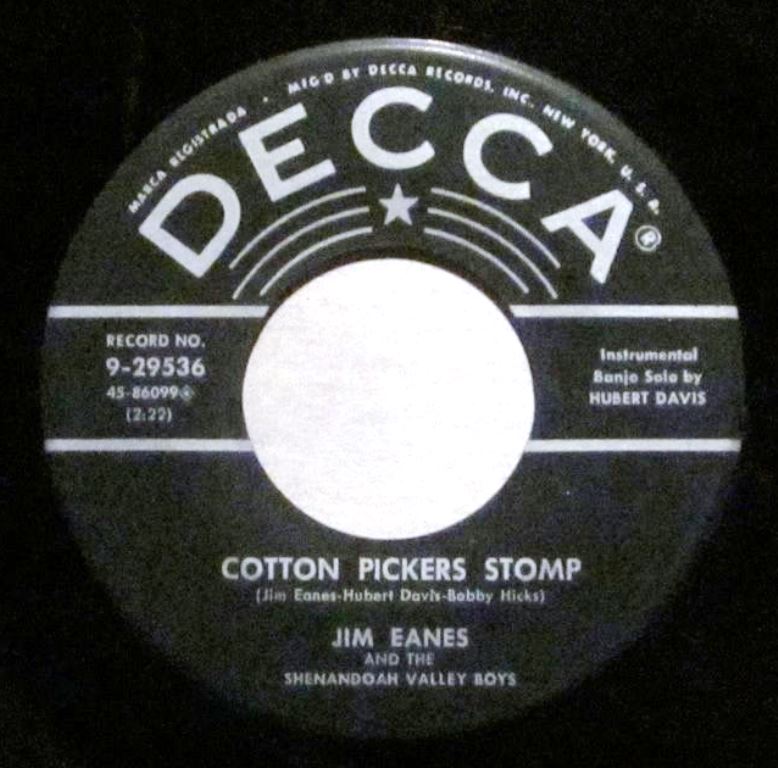 MARCA REGISTRADA • MFG'D BY DECCA RECORDS, INC., NEW YORK, U. S. A.
DECCA®
RECORD NO.
9-29536
45-86099
(2:22)
Instrumental
Banjo Solo by
HUBERT DAVIS
COTTON PICKERS STOMP
(Jim Eanes-Hubert Davis-Bobby Hicks)
JIM EANES
AND THE
SHENANDOAH VALLEY BOYS